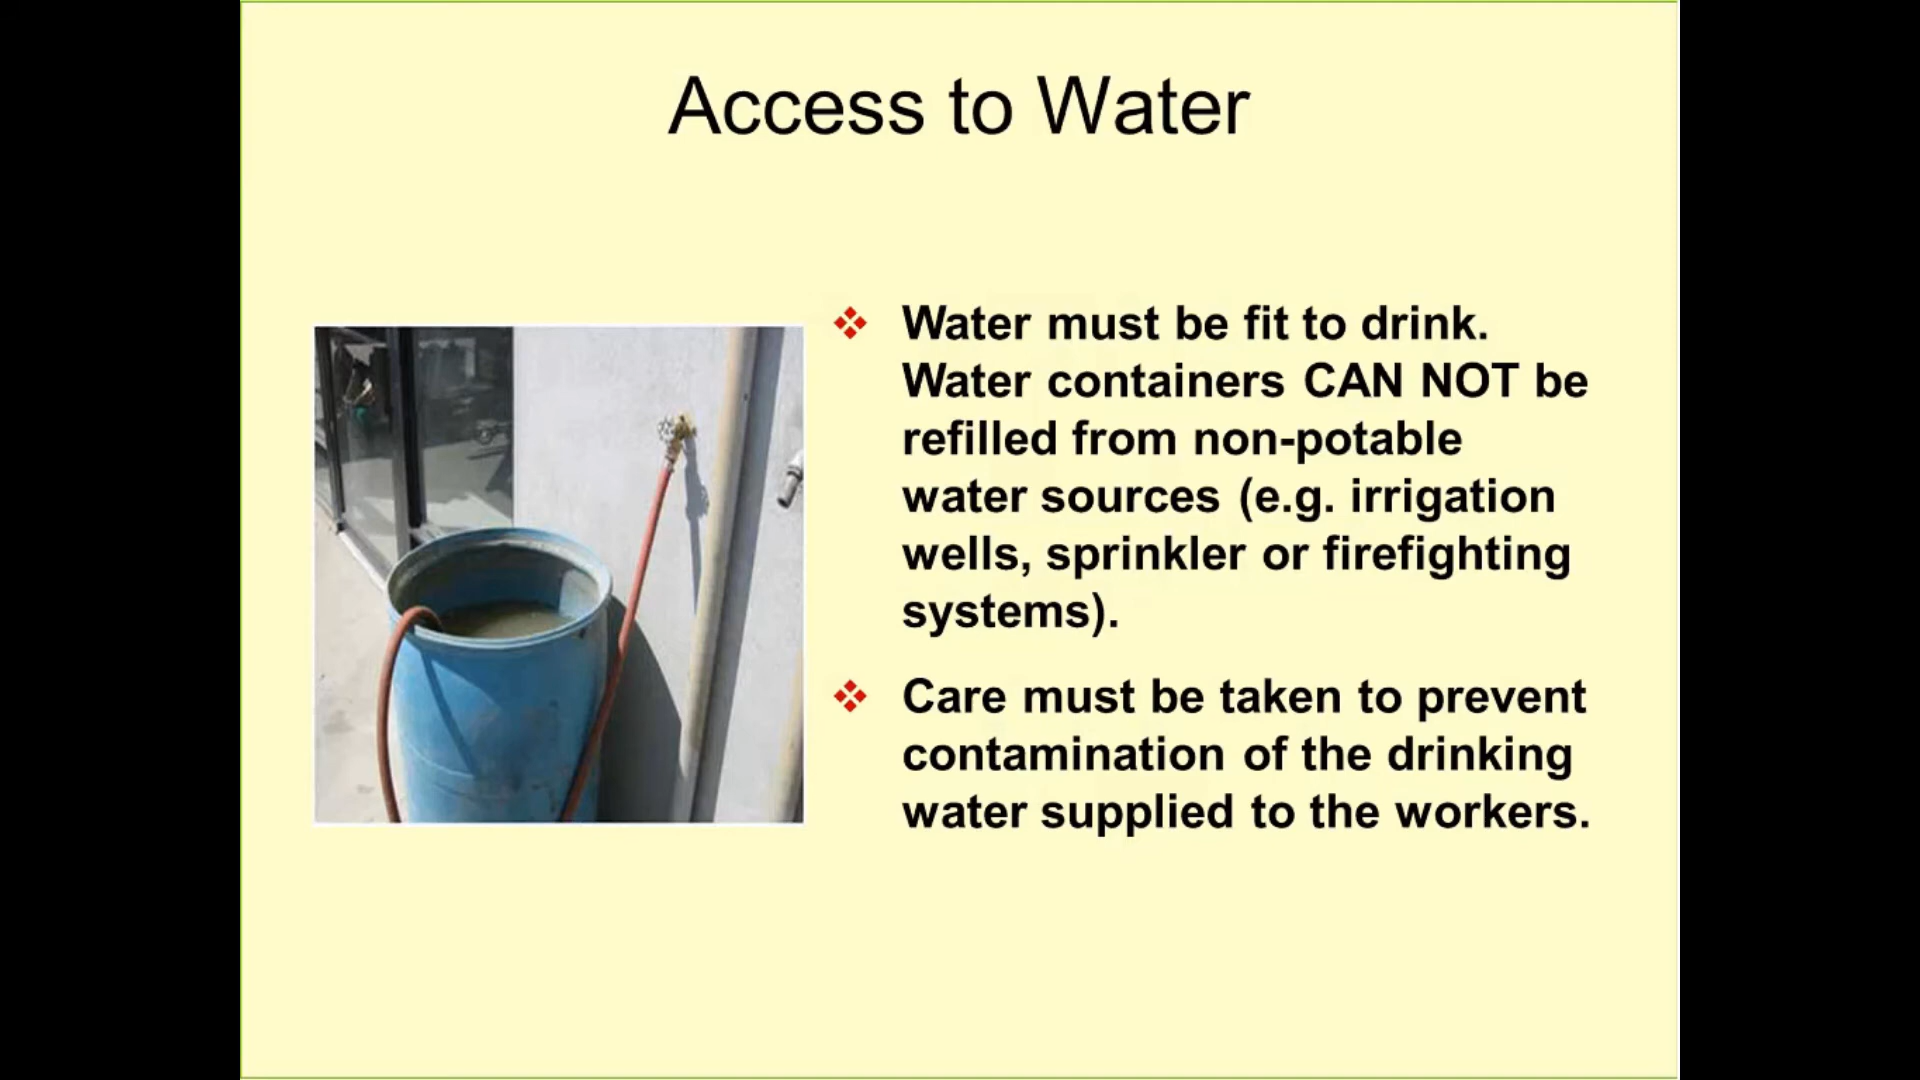 Access to Water
Water must be fit to drink.
Water containers CAN NOT be
refilled from non-potable
water sources (e.g. irrigation
wells, sprinkler or firefighting
systems).
Care must be taken to prevent
contamination of the drinking
water supplied to the workers.